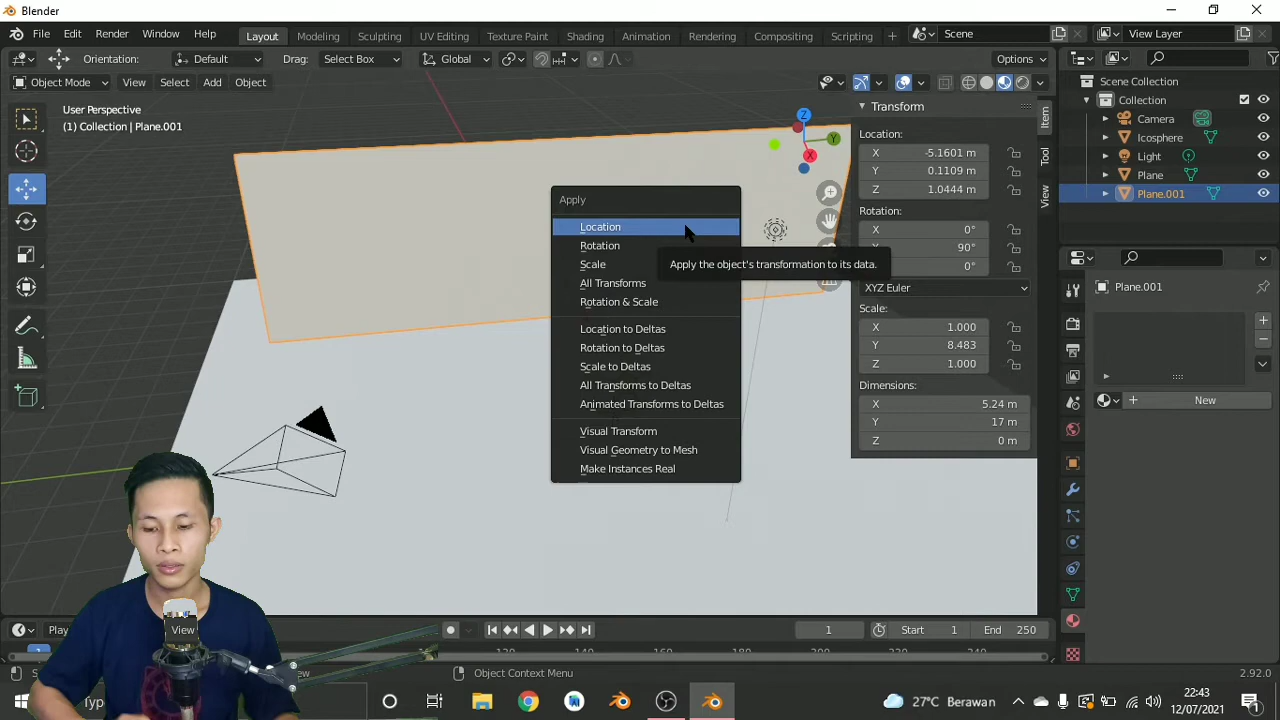 Blender
File Edit Render Window Help Layout Modeling Sculpting UV Editing Texture Paint Shading Animation Rendering Compositing Scripting Scene View Layer
Orientation: Default Drag: Select Box Global Options
Object Mode View Select Add Object
User Perspective
(1) Collection | Plane.001
Z
Y
X
Apply
Location
Rotation
Scale
All Transforms
Rotation & Scale
Location to Deltas
Rotation to Deltas
Scale to Deltas
All Transforms to Deltas
Animated Transforms to Deltas
Visual Transform
Visual Geometry to Mesh
Make Instances Real
Apply the object's transformation to its data.
Transform
Location:
X -5.1601 m
Y 0.1109 m
Z 1.0444 m
Rotation:
X 0°
90°
0°
XYZ Euler
Scale:
X 1.000
Y 8.483
Z 1.000
Dimensions:
X 5.24 m
Y 17 m
Z 0 m
Item
Tool
View
Scene Collection
Collection
Camera
Icosphere
Light
Plane
Plane.001
Plane.001
New
Play View 1 Start 1 End 250
120 140 160 180 200 220 240
Object Context Menu 2.92.0
27°C Berawan
22:43
12/07/2021